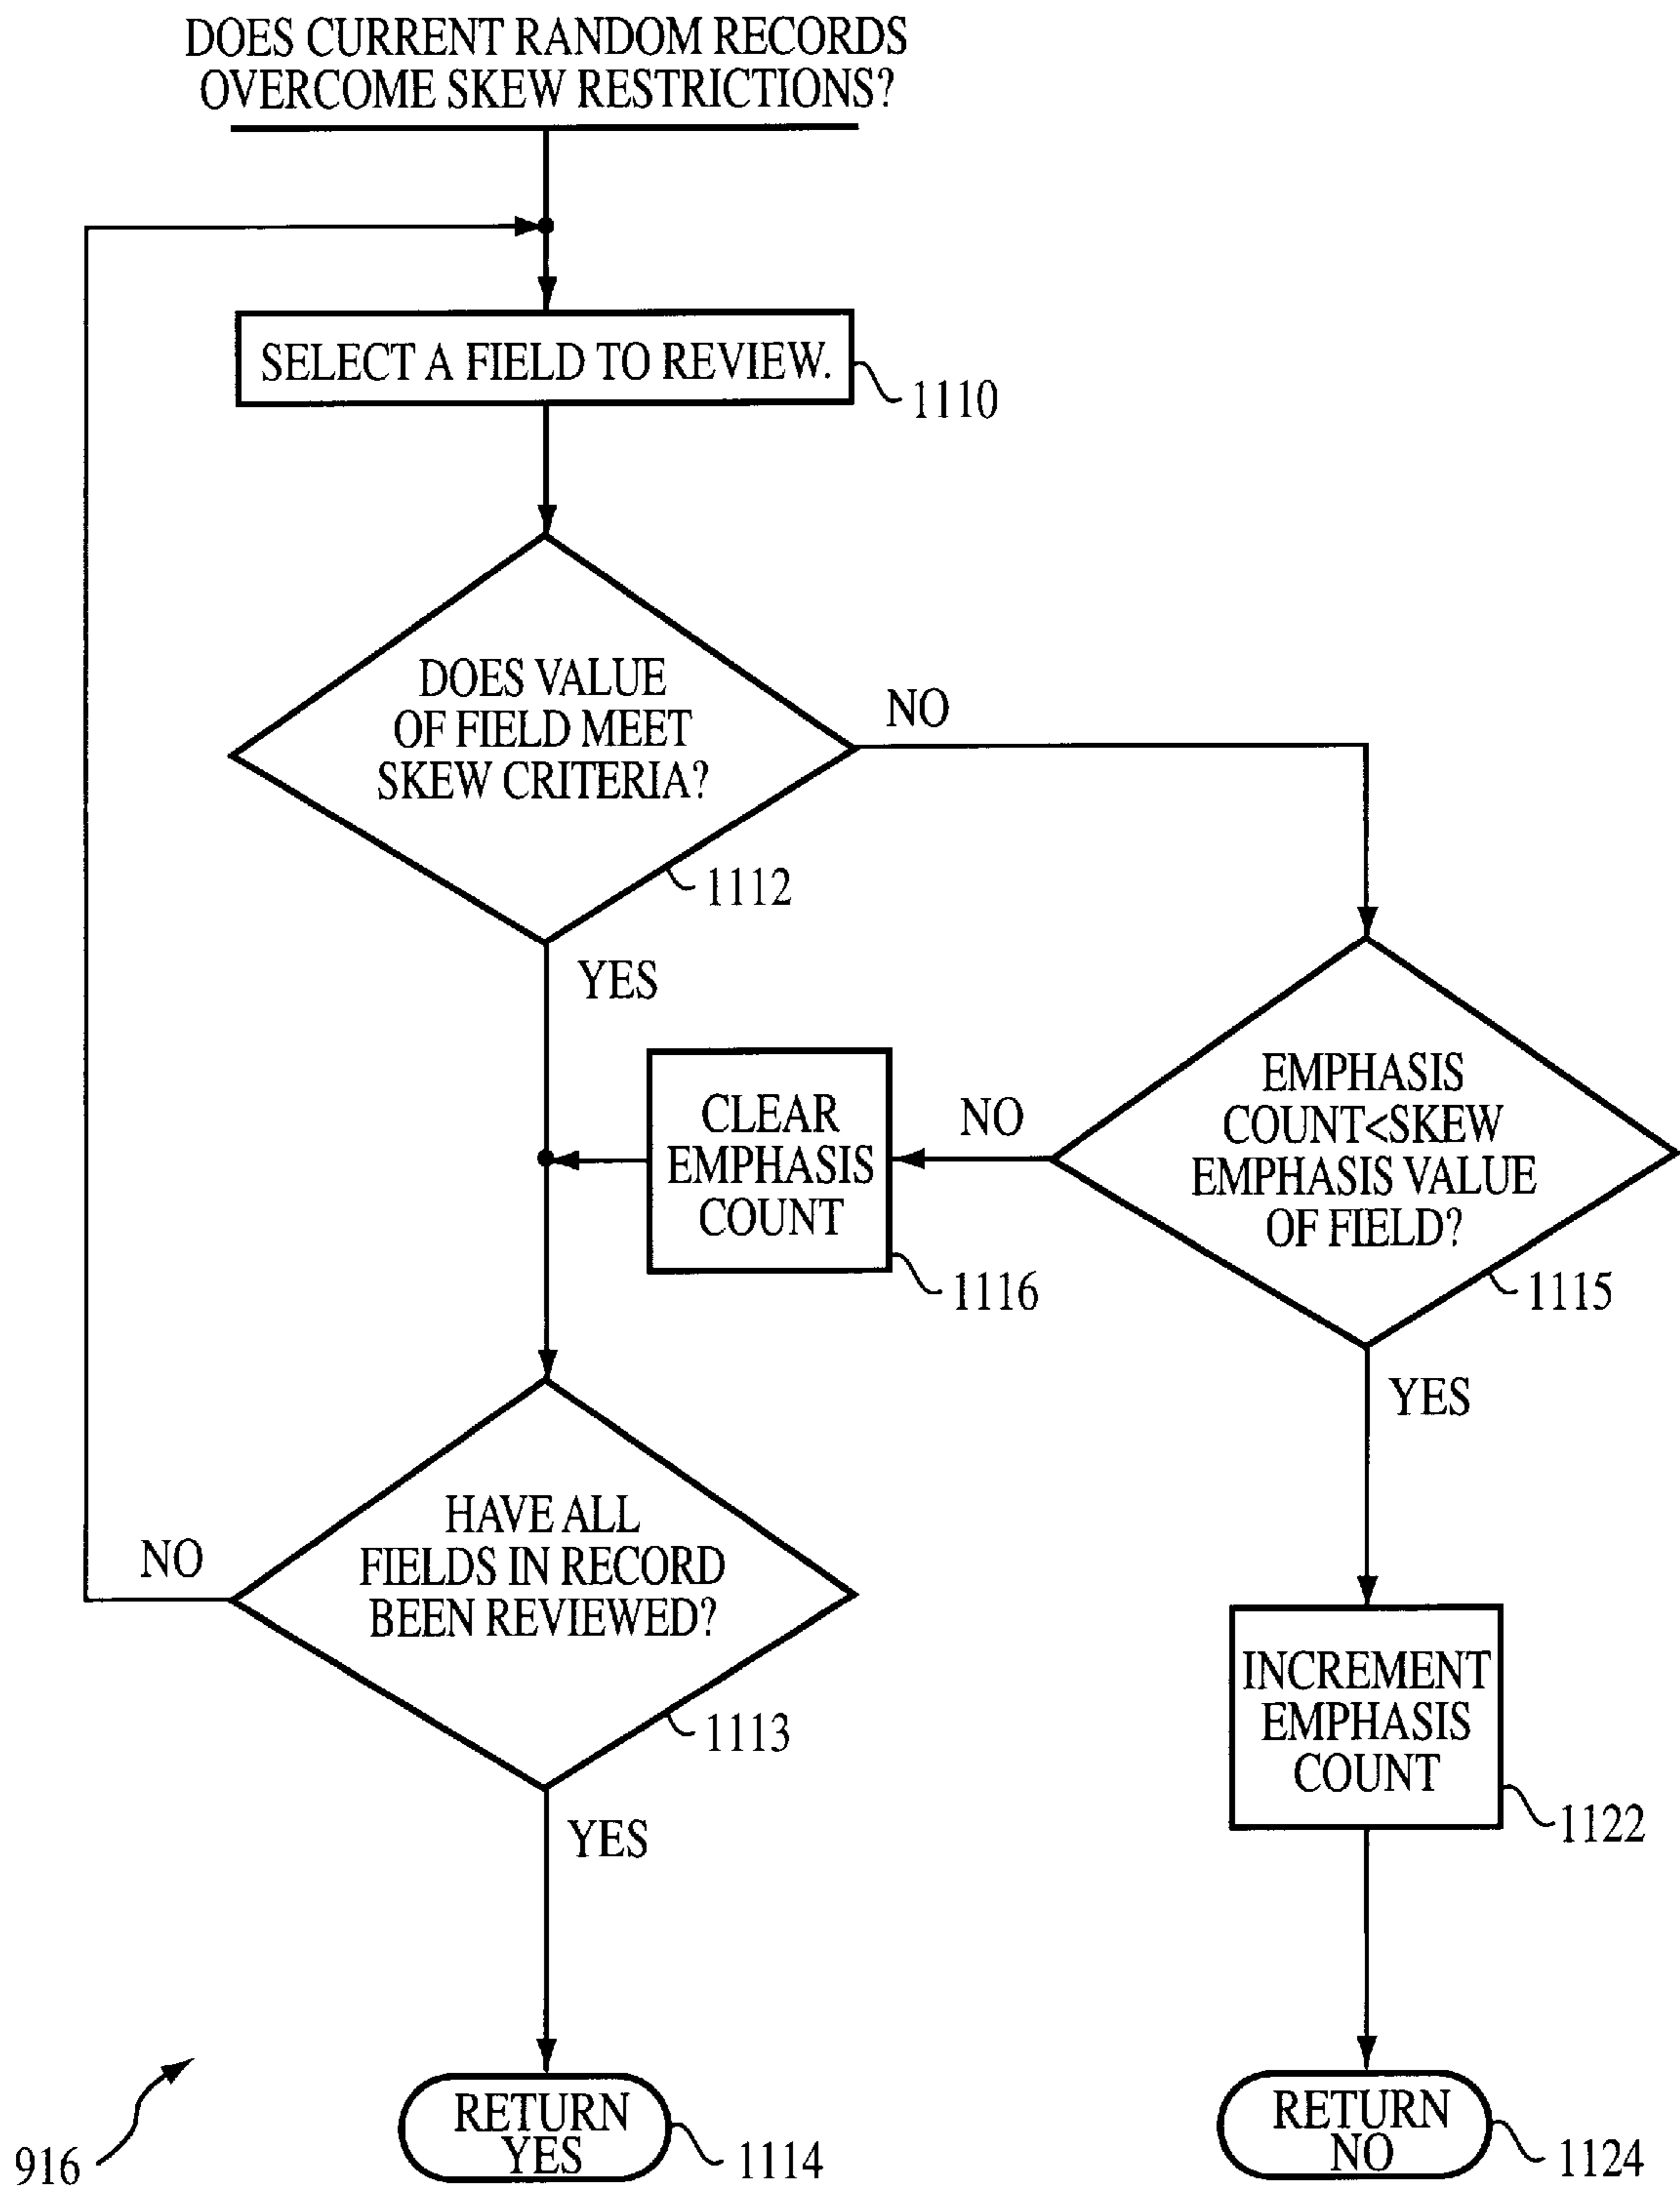 DOES CURRENT RANDOM RECORDS
OVERCOME SKEW RESTRICTIONS?
SELECT A FIELD TO REVIEW.
1110
DOES VALUE
OF FIELD MEET
SKEW CRITERIA?
NO
1112
YES
CLEAR
EMPHASIS
COUNT
1116
NO
EMPHASIS
COUNT<SKEW
EMPHASIS VALUE
OF FIELD?
1115
YES
HAVE ALL
FIELDS IN RECORD
BEEN REVIEWED?
NO
1113
YES
INCREMENT
EMPHASIS
COUNT
1122
RETURN
YES
1114
RETURN
NO
1124
916